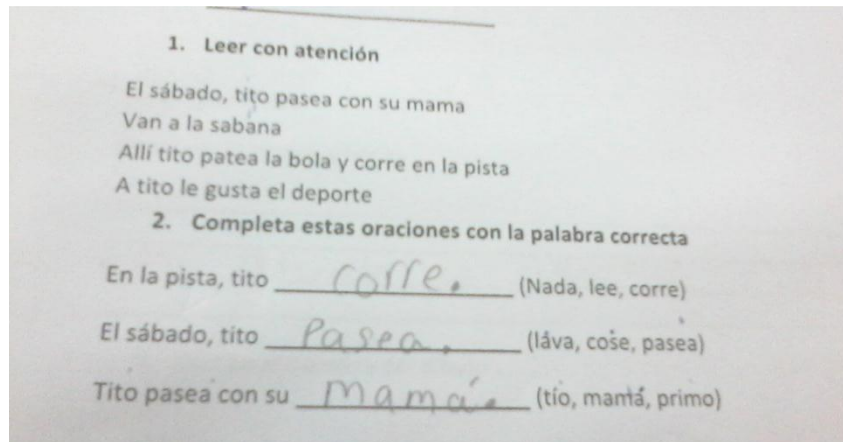 1. Leer con atención
El sábado, tito pasea con su mama
Van a la sabana
Allí tito patea la bola y corre en la pista
A tito le gusta el deporte
2. Completa estas oraciones con la palabra correcta
En la pista, tito corre. (Nada, lee, corre)
El sábado, tito Pasea. (láva, cose, pasea)
Tito pasea con su Mamá. (tío, mamá, primo)